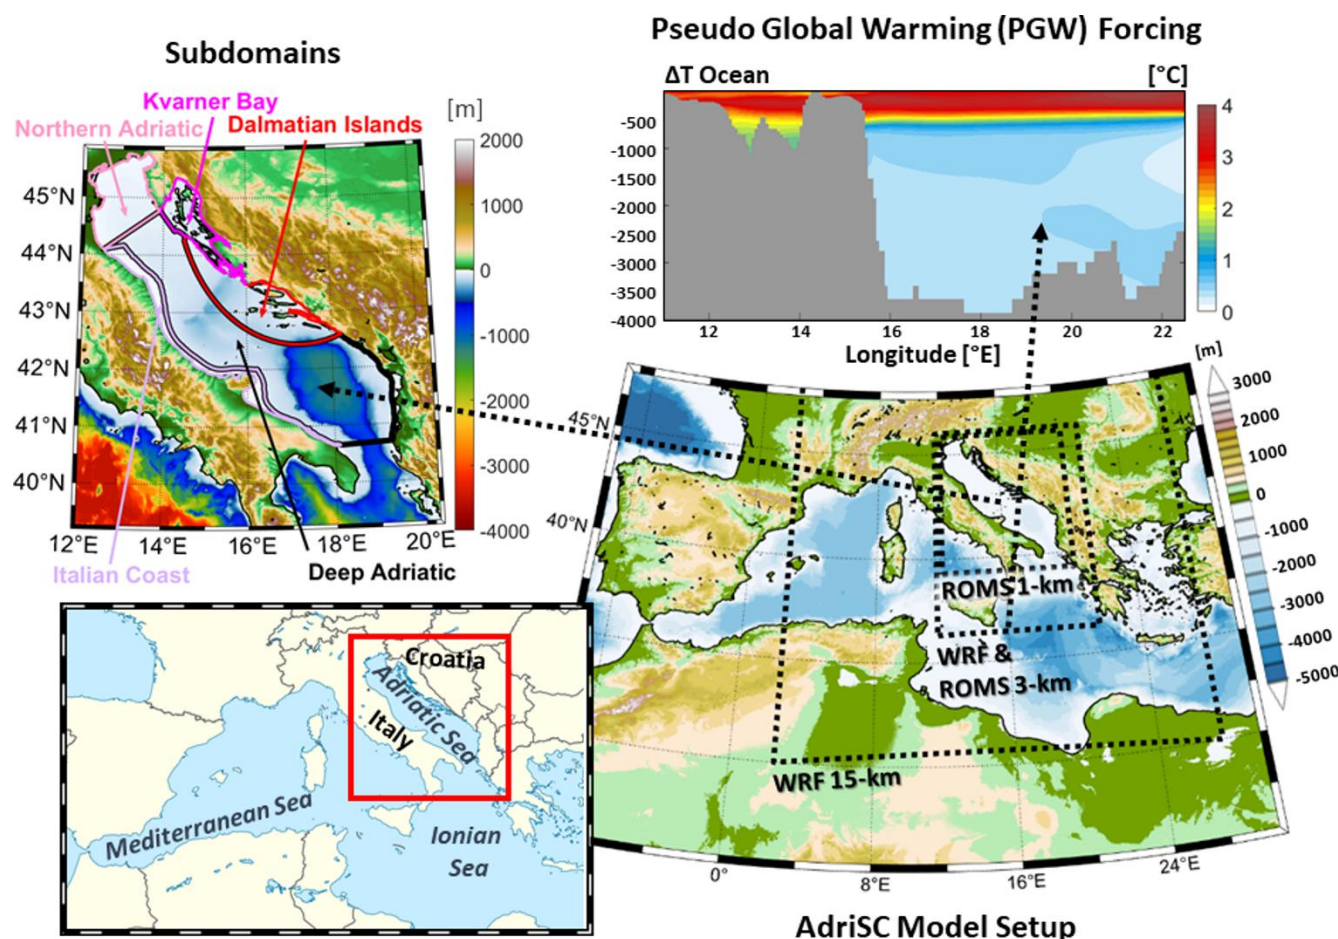 Subdomains
Kvarner Bay
Northern Adriatic
Dalmatian Islands
[m]
2000
1000
0
-1000
-2000
-3000
-4000
45°N
44°N
43°N
42°N
41°N
40°N
12°E
14°E
16°E
18°E
20°E
Italian Coast
Deep Adriatic
Pseudo Global Warming (PGW) Forcing
ΔT Ocean
[°C]
-500
-1000
-1500
-2000
-2500
-3000
-3500
-4000
4
3
2
1
0
12
14
16
18
20
22
Longitude [°E]
Croatia
Adriatic Sea
Italy
Mediterranean Sea
Ionian
Sea
[m]
3000
2000
1000
0
-1000
-2000
-3000
-4000
-5000
45°N
40°N
ROMS 1-km
WRF &
ROMS 3-km
WRF 15-km
0°
8°E
16°E
24°E
AdriSC Model Setup